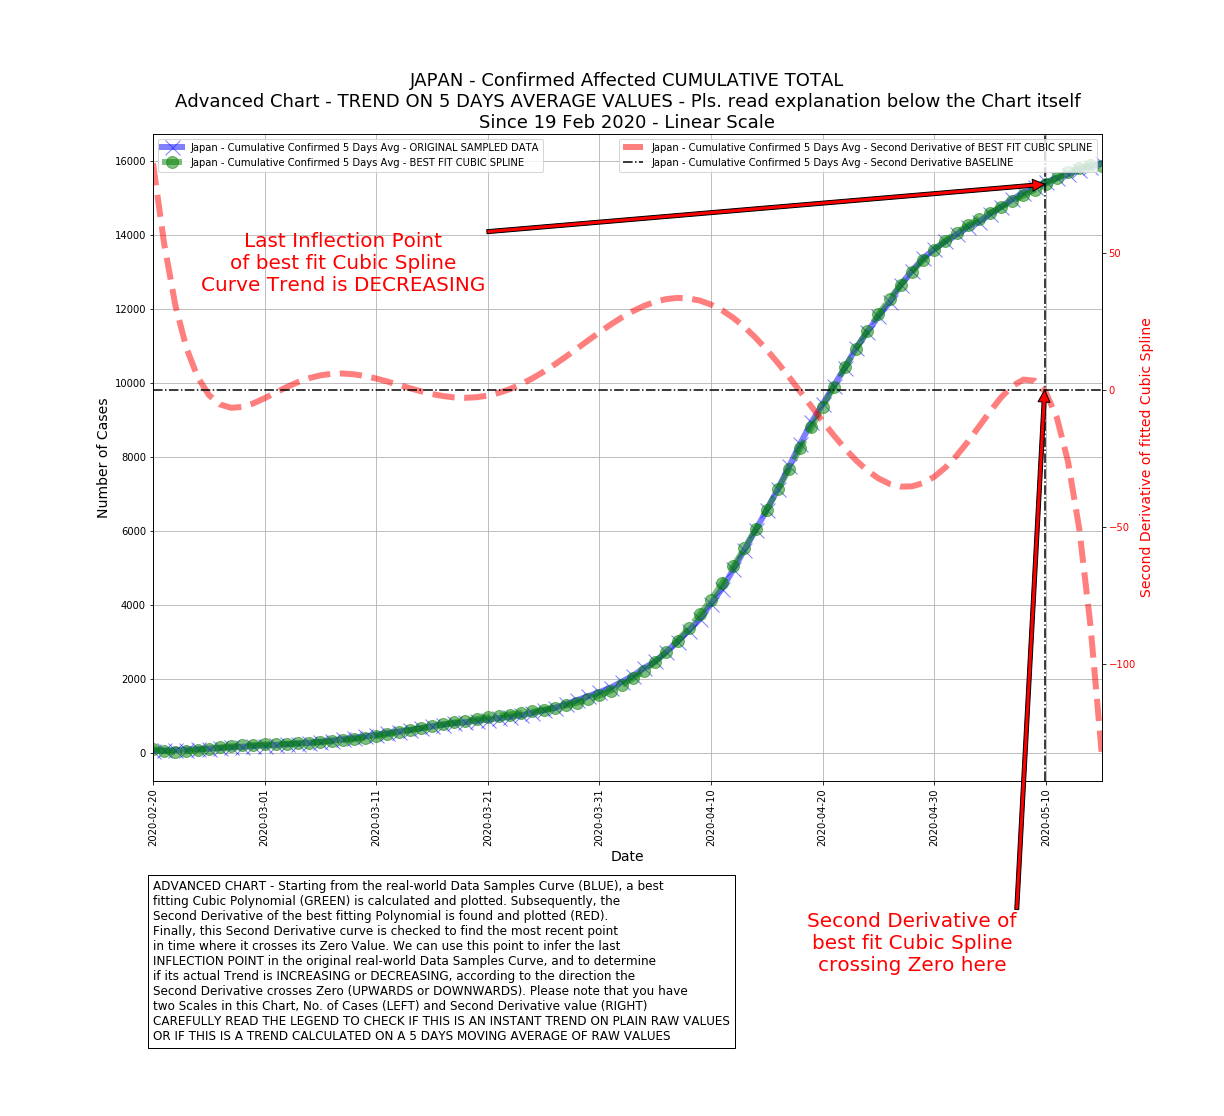 JAPAN - Confirmed Affected CUMULATIVE TOTAL
Advanced Chart - TREND ON 5 DAYS AVERAGE VALUES - Pls. read explanation below the Chart itself
Since 19 Feb 2020 - Linear Scale
Japan - Cumulative Confirmed 5 Days Avg - ORIGINAL SAMPLED DATA
Japan - Cumulative Confirmed 5 Days Avg - BEST FIT CUBIC SPLINE
Japan - Cumulative Confirmed 5 Days Avg - Second Derivative of BEST FIT CUBIC SPLINE
Japan - Cumulative Confirmed 5 Days Avg - Second Derivative BASELINE
Last Inflection Point
of best fit Cubic Spline
Curve Trend is DECREASING
Number of Cases
16000
14000
12000
10000
8000
6000
4000
2000
0
50
0
−50
−100
Second Derivative of fitted Cubic Spline
2020-02-20
2020-03-01
2020-03-11
2020-03-21
2020-03-31
2020-04-10
2020-04-20
2020-04-30
2020-05-10
Date
ADVANCED CHART - Starting from the real-world Data Samples Curve (BLUE), a best
fitting Cubic Polynomial (GREEN) is calculated and plotted. Subsequently, the
Second Derivative of the best fitting Polynomial is found and plotted (RED).
Finally, this Second Derivative curve is checked to find the most recent point
in time where it crosses its Zero Value. We can use this point to infer the last
INFLECTION POINT in the original real-world Data Samples Curve, and to determine
if its actual Trend is INCREASING or DECREASING, according to the direction the
Second Derivative crosses Zero (UPWARDS or DOWNWARDS). Please note that you have
two Scales in this Chart, No. of Cases (LEFT) and Second Derivative value (RIGHT)
CAREFULLY READ THE LEGEND TO CHECK IF THIS IS AN INSTANT TREND ON PLAIN RAW VALUES
OR IF THIS IS A TREND CALCULATED ON A 5 DAYS MOVING AVERAGE OF RAW VALUES
Second Derivative of
best fit Cubic Spline
crossing Zero here